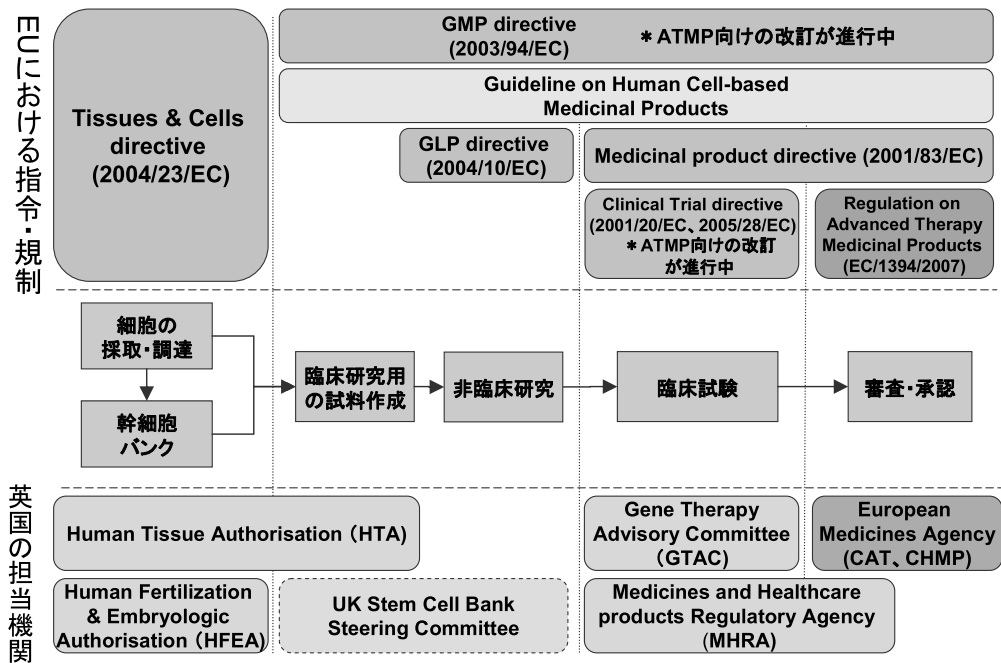 EUにおける指令・規制
Tissues & Cells
directive
(2004/23/EC)
GMP directive
(2003/94/EC)
＊ATMP向けの改訂が進行中
Guideline on Human Cell-based
Medicinal Products
GLP directive
(2004/10/EC)
Medicinal product directive (2001/83/EC)
Clinical Trial directive
(2001/20/EC、2005/28/EC)
＊ATMP向けの改訂
が進行中
Regulation on
Advanced Therapy
Medicinal Products
(EC/1394/2007)
細胞の
採取・調達
幹細胞
バンク
臨床研究用
の試料作成
非臨床研究
臨床試験
審査・承認
英国の担当機関
Human Tissue Authorisation（HTA）
Human Fertilization
& Embryologic
Authorisation（HFEA）
UK Stem Cell Bank
Steering Committee
Gene Therapy
Advisory Committee
（GTAC）
Medicines and Healthcare
products Regulatory Agency
(MHRA)
European
Medicines Agency
(CAT、CHMP)